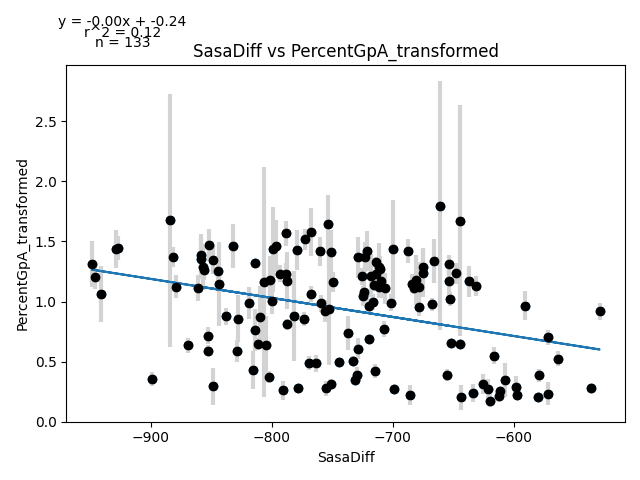 y = -0.00x + -0.24
r^2 = 0.12
n = 133
SasaDiff vs PercentGpA_transformed
PercentGpA_transformed
2.5
2.0
1.5
1.0
0.5
0.0
−900
−800
−700
−600
SasaDiff